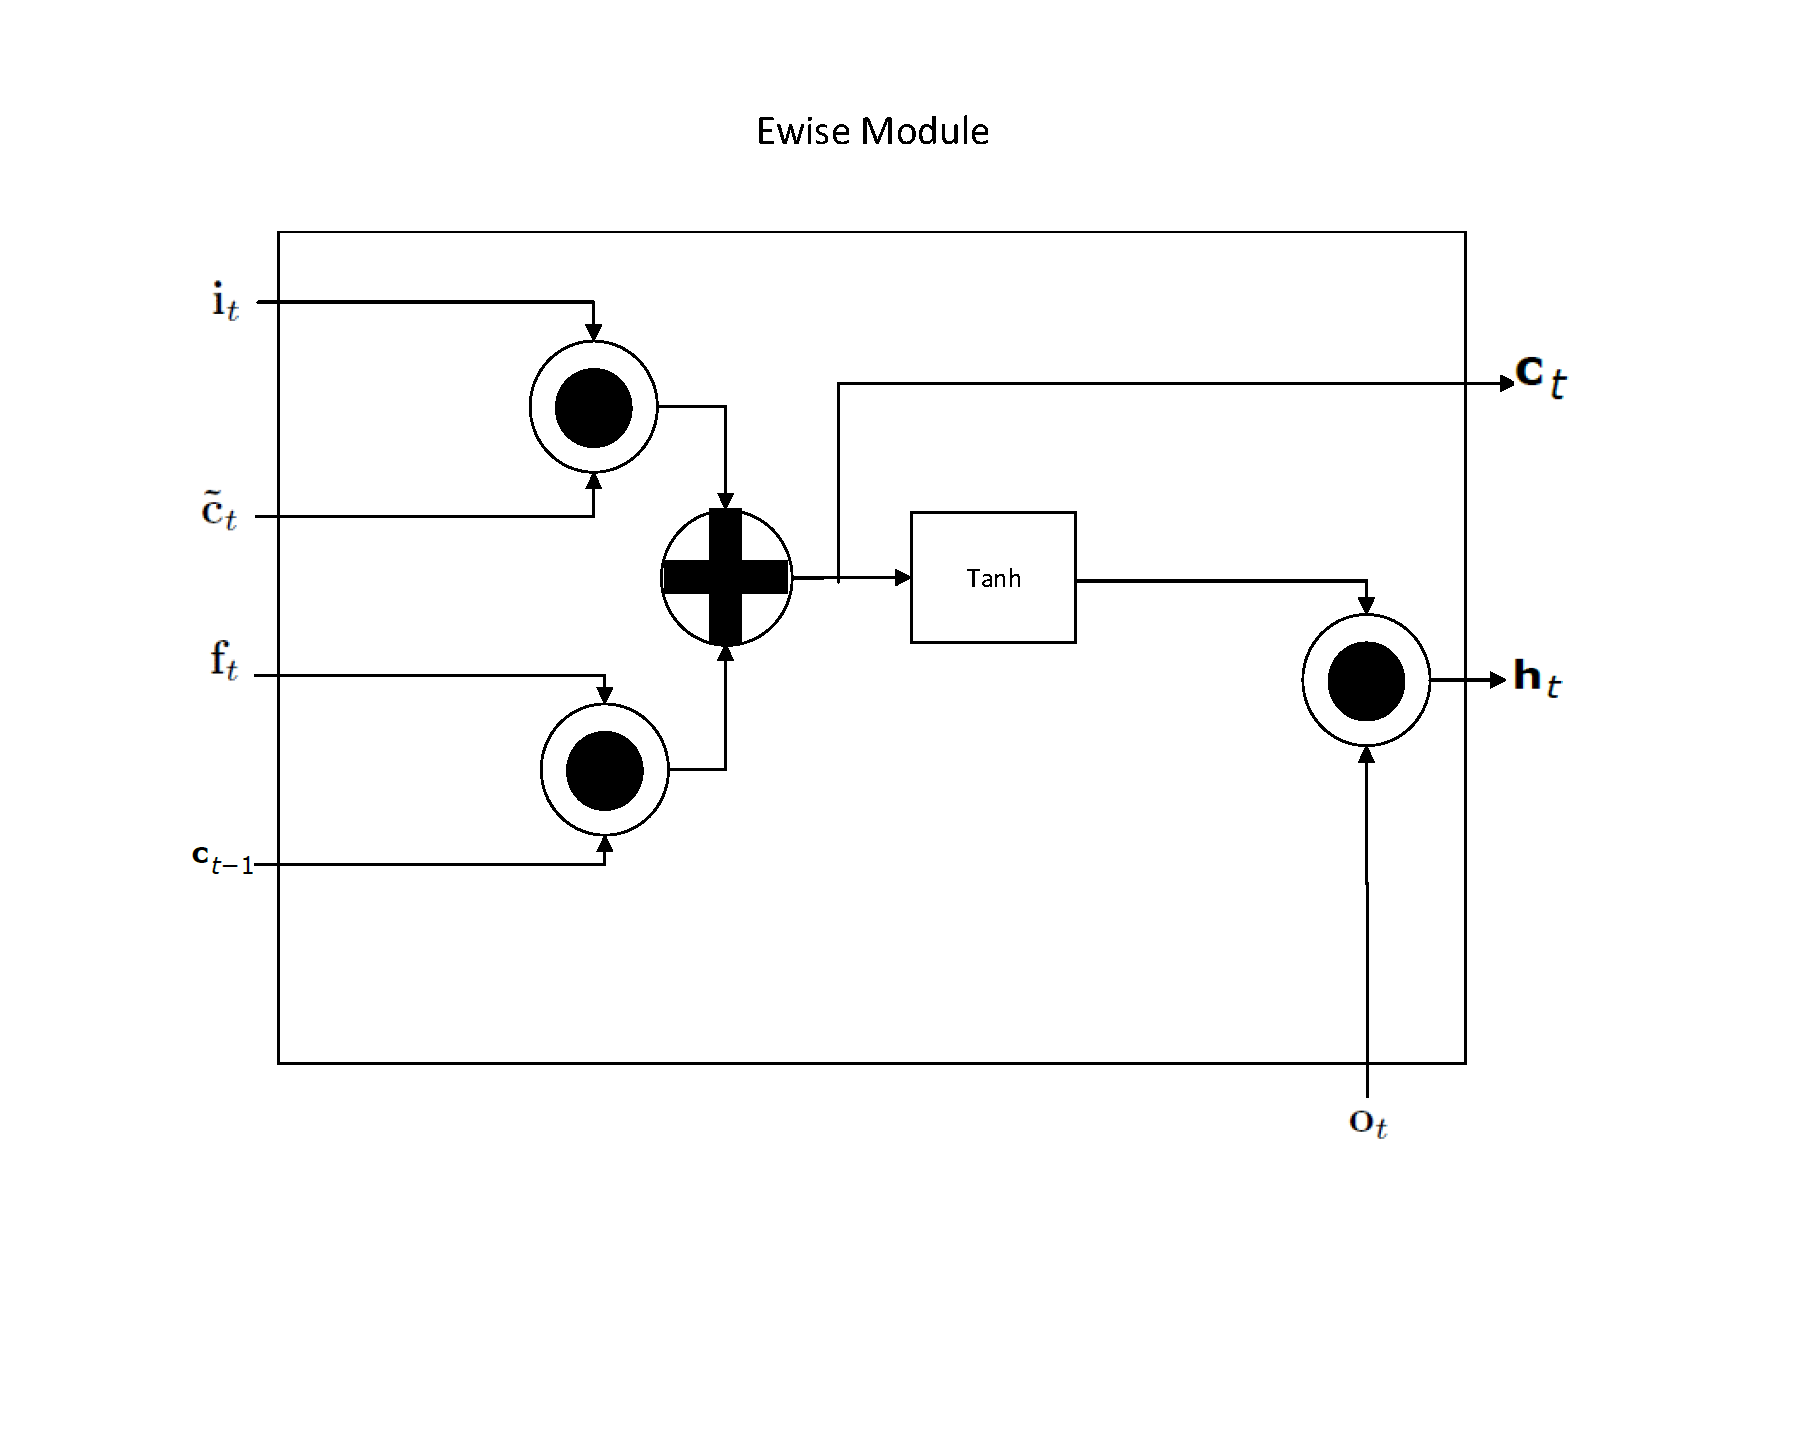 Ewise Module
i_t
c̃_t
f_t
c_{t−1}
Tanh
c_t
h_t
o_t